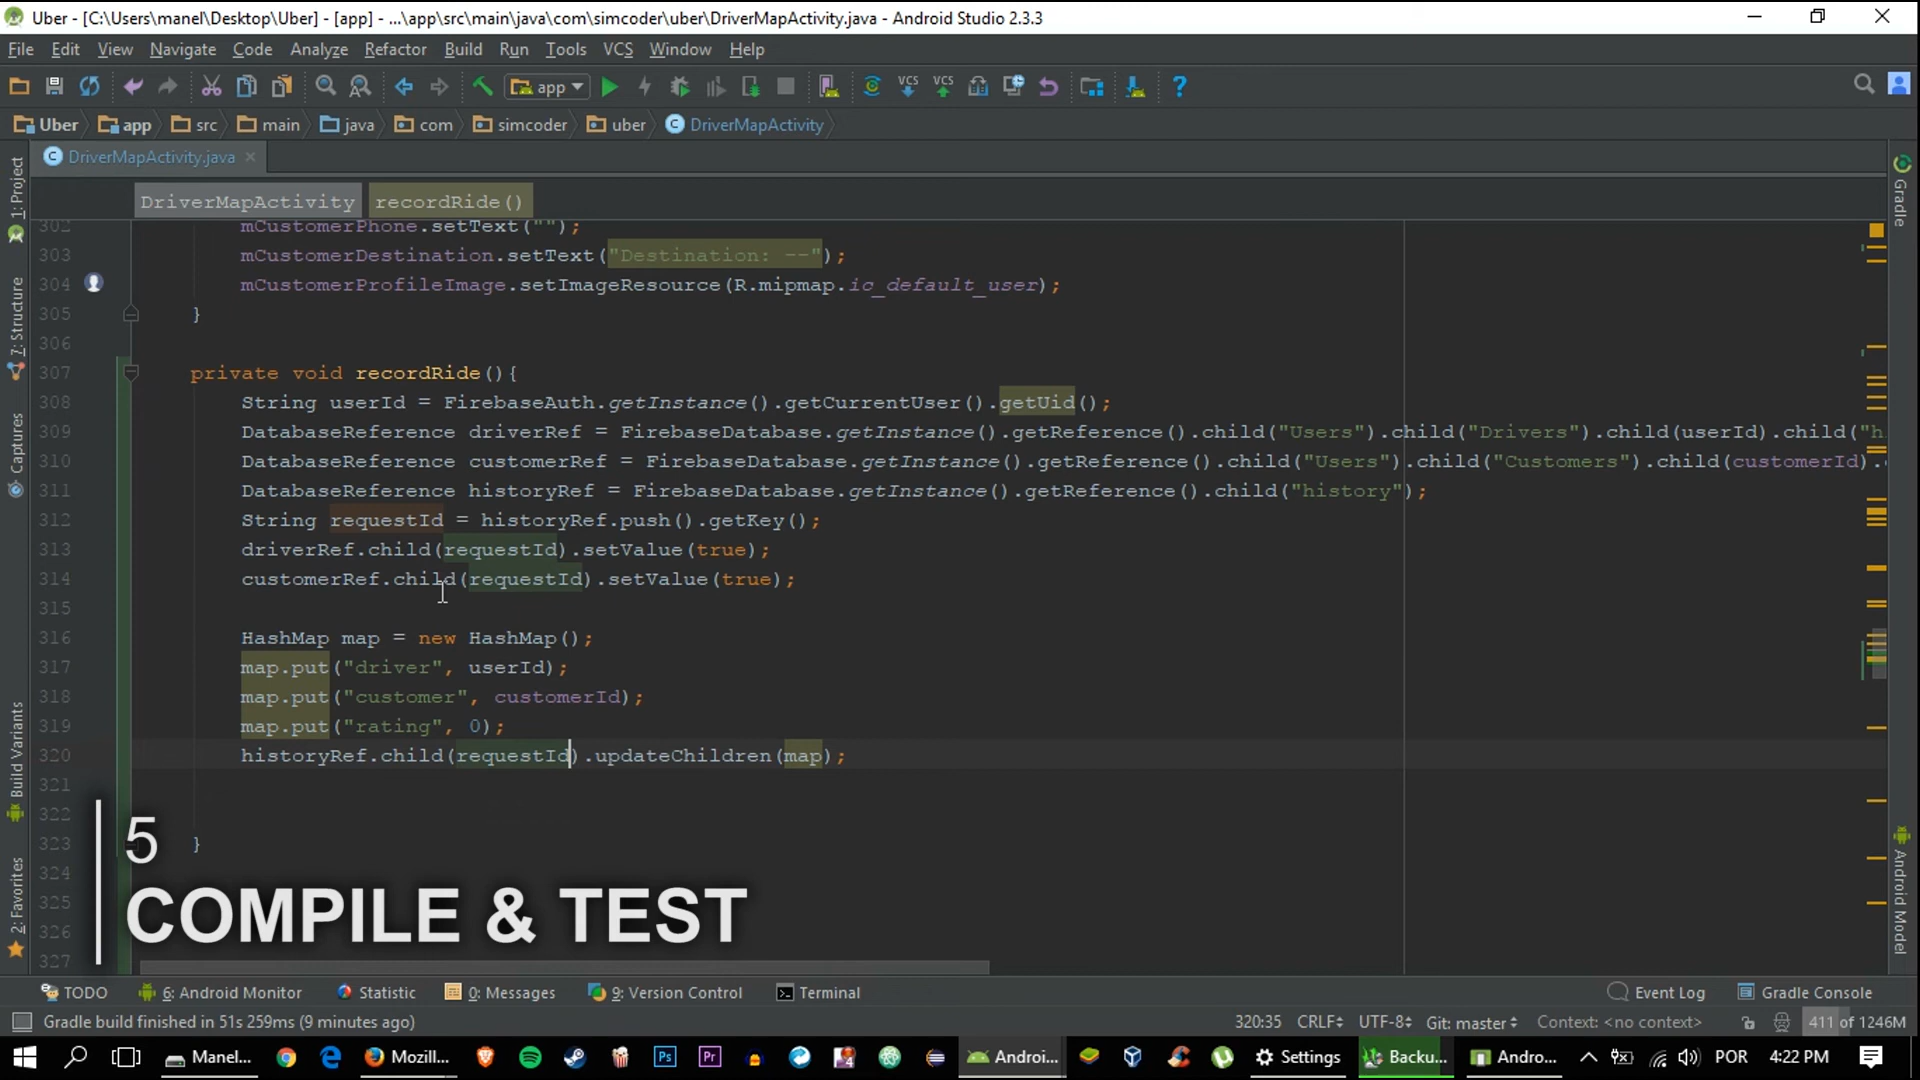 Uber - [C:\Users\manel\Desktop\Uber] - [app] - ...\app\src\main\java\com\simcoder\uber\DriverMapActivity.java - Android Studio 2.3.3
File Edit View Navigate Code Analyze Refactor Build Run Tools VCS Window Help
app VCS VCS
Uber app src main java com simcoder uber DriverMapActivity
DriverMapActivity.java
DriverMapActivity recordRide()
302 mCustomerPhone.setText("");
303 mCustomerDestination.setText("Destination: --");
304 mCustomerProfileImage.setImageResource(R.mipmap.ic_default_user);
305 }
306
307 private void recordRide(){
308 String userId = FirebaseAuth.getInstance().getCurrentUser().getUid();
309 DatabaseReference driverRef = FirebaseDatabase.getInstance().getReference().child("Users").child("Drivers").child(userId).child("h
310 DatabaseReference customerRef = FirebaseDatabase.getInstance().getReference().child("Users").child("Customers").child(customerId).
311 DatabaseReference historyRef = FirebaseDatabase.getInstance().getReference().child("history");
312 String requestId = historyRef.push().getKey();
313 driverRef.child(requestId).setValue(true);
314 customerRef.child(requestId).setValue(true);
315
316 HashMap map = new HashMap();
317 map.put("driver", userId);
318 map.put("customer", customerId);
319 map.put("rating", 0);
320 historyRef.child(requestId).updateChildren(map);
321
322
323 }
324
325
326
327
1: Project
7: Structure
Captures
Build Variants
2: Favorites
Gradle
Android Model
5
COMPILE & TEST
TODO 6: Android Monitor Statistic 0: Messages 9: Version Control Terminal Event Log Gradle Console
Gradle build finished in 51s 259ms (9 minutes ago) 320:35 CRLF UTF-8 Git: master Context: <no context> 411 of 1246M
Manel... Mozill... Ps Pr Androi... Settings Backu... Andro... POR 4:22 PM